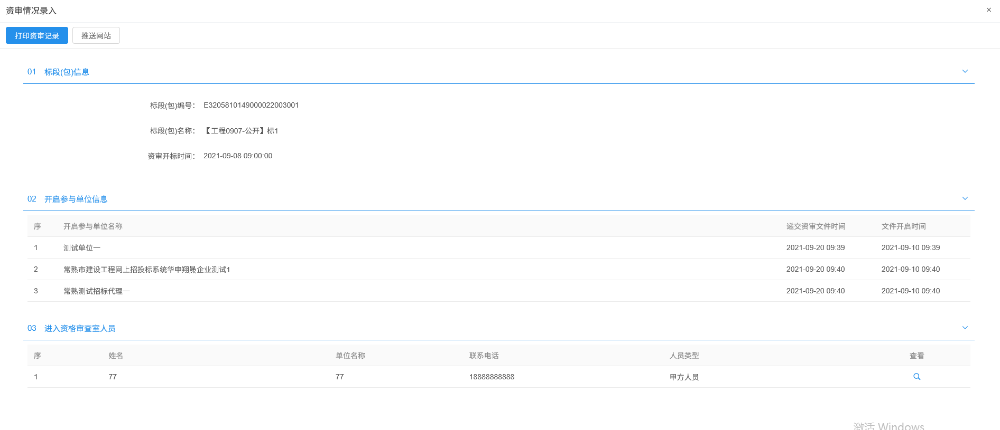 资审情况录入
×
打印资审记录 推送网站
01 标段(包)信息
标段(包)编号： E3205810149000022003001
标段(包)名称： 【工程0907-公开】标1
资审开标时间： 2021-09-08 09:00:00
02 开启参与单位信息
序 开启参与单位名称 递交资审文件时间 文件开启时间
1 测试单位一 2021-09-20 09:39 2021-09-10 09:39
2 常熟市建设工程网上招投标系统华申翔晟企业测试1 2021-09-20 09:40 2021-09-10 09:40
3 常熟测试招标代理一 2021-09-20 09:40 2021-09-10 09:40
03 进入资格审查室人员
序 姓名 单位名称 联系电话 人员类型 查看
1 77 77 18888888888 甲方人员
激活 Windows